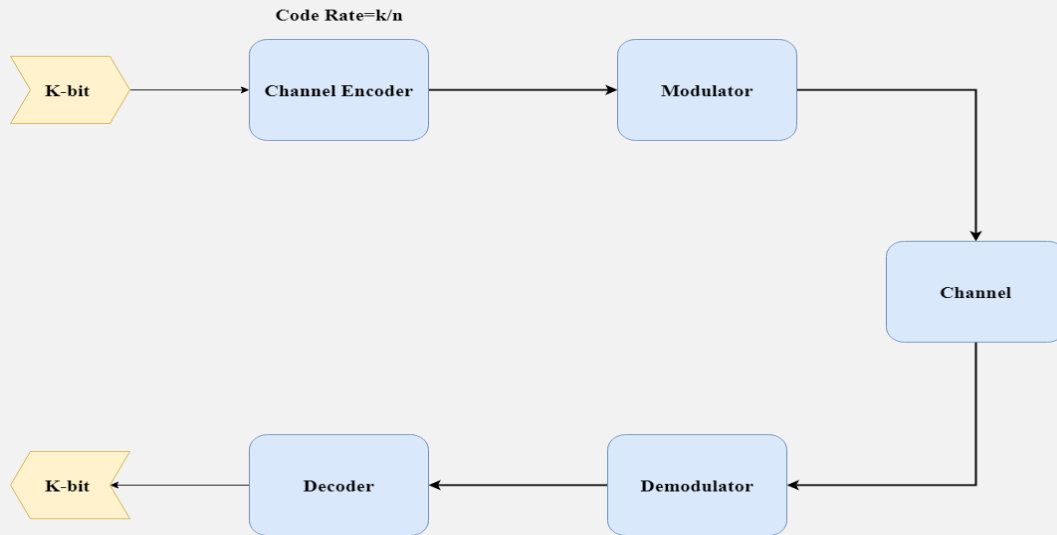 Code Rate=k/n
K-bit
Channel Encoder
Modulator
Channel
K-bit
Decoder
Demodulator